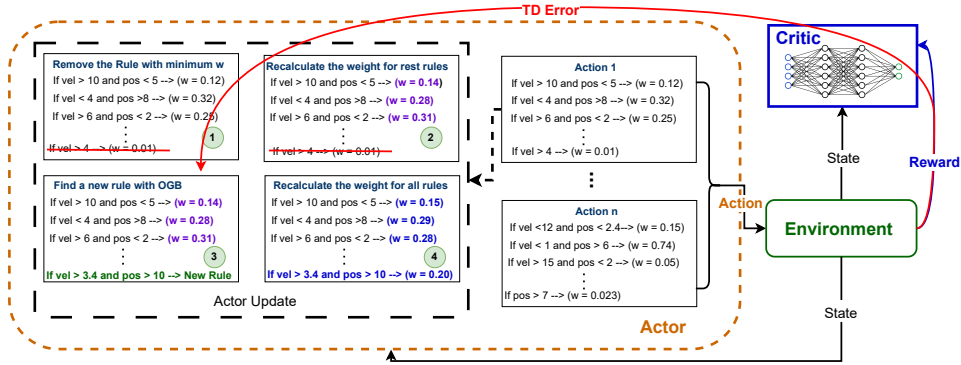 TD Error
Remove the Rule with minimum w
If vel > 10 and pos < 5 --> (w = 0.12)
If vel < 4 and pos >8 --> (w = 0.32)
If vel > 6 and pos < 2 --> (w = 0.25)
⋮
1
If vel > 4 --> (w = 0.01)
Recalculate the weight for rest rules
If vel > 10 and pos < 5 --> (w = 0.14)
If vel < 4 and pos >8 --> (w = 0.28)
If vel > 6 and pos < 2 --> (w = 0.31)
⋮
2
If vel > 4 --> (w = 0.01)
Find a new rule with OGB
If vel > 10 and pos < 5 --> (w = 0.14)
If vel < 4 and pos >8 --> (w = 0.28)
If vel > 6 and pos < 2 --> (w = 0.31)
⋮
3
If vel > 3.4 and pos > 10 --> New Rule
Recalculate the weight for all rules
If vel > 10 and pos < 5 --> (w = 0.15)
If vel < 4 and pos >8 --> (w = 0.29)
If vel > 6 and pos < 2 --> (w = 0.28)
⋮
4
If vel > 3.4 and pos > 10 --> (w = 0.20)
Actor Update
Action 1
If vel > 10 and pos < 5 --> (w = 0.12)
If vel < 4 and pos >8 --> (w = 0.32)
If vel > 6 and pos < 2 --> (w = 0.25)
⋮
If vel > 4 --> (w = 0.01)
⋮
Action n
If vel <12 and pos < 2.4--> (w = 0.15)
If vel < 1 and pos > 6 --> (w = 0.74)
If vel > 15 and pos < 2 --> (w = 0.05)
⋮
If pos > 7 --> (w = 0.023)
Actor
Action
Critic
State
Reward
Environment
State